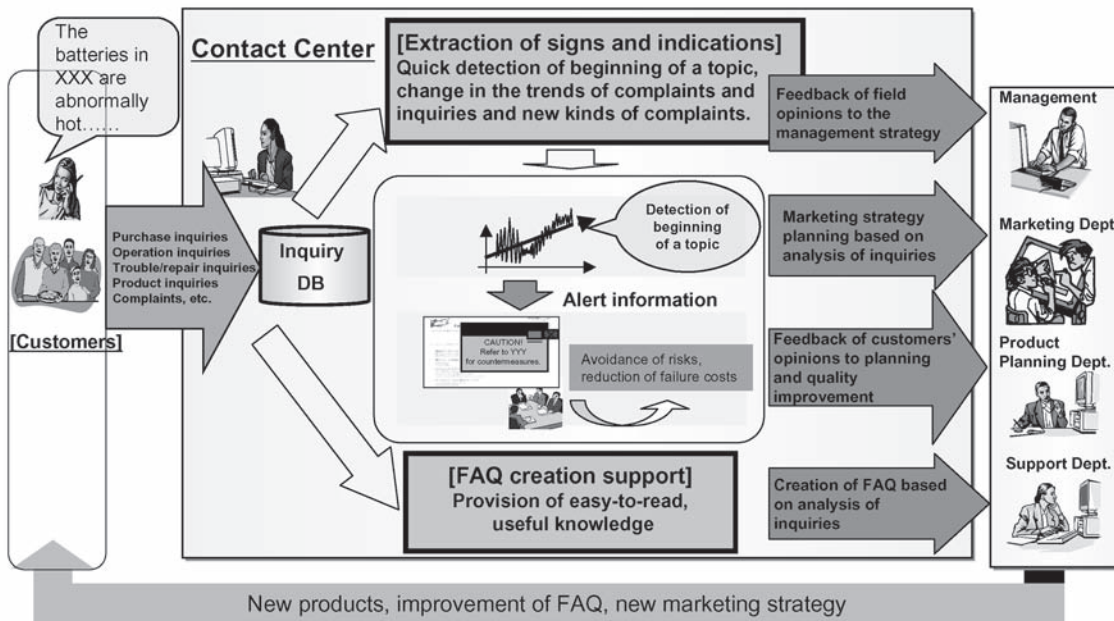 The
batteries in
XXX are
abnormally
hot......
[Customers]
Contact Center
Purchase inquiries
Operation inquiries
Trouble/repair inquiries
Product inquiries
Complaints, etc.
Inquiry
DB
[Extraction of signs and indications]
Quick detection of beginning of a topic,
change in the trends of complaints and
inquiries and new kinds of complaints.
Detection of
beginning
of a topic
Alert information
CAUTION!
Refer to YYY
for countermeasures.
Avoidance of risks,
reduction of failure costs
[FAQ creation support]
Provision of easy-to-read,
useful knowledge
Feedback of field
opinions to the
management strategy
Marketing strategy
planning based on
analysis of inquiries
Feedback of customers'
opinions to planning
and quality
improvement
Creation of FAQ based
on analysis of
inquiries
Management
Marketing Dept.
Product
Planning Dept.
Support Dept.
New products, improvement of FAQ, new marketing strategy